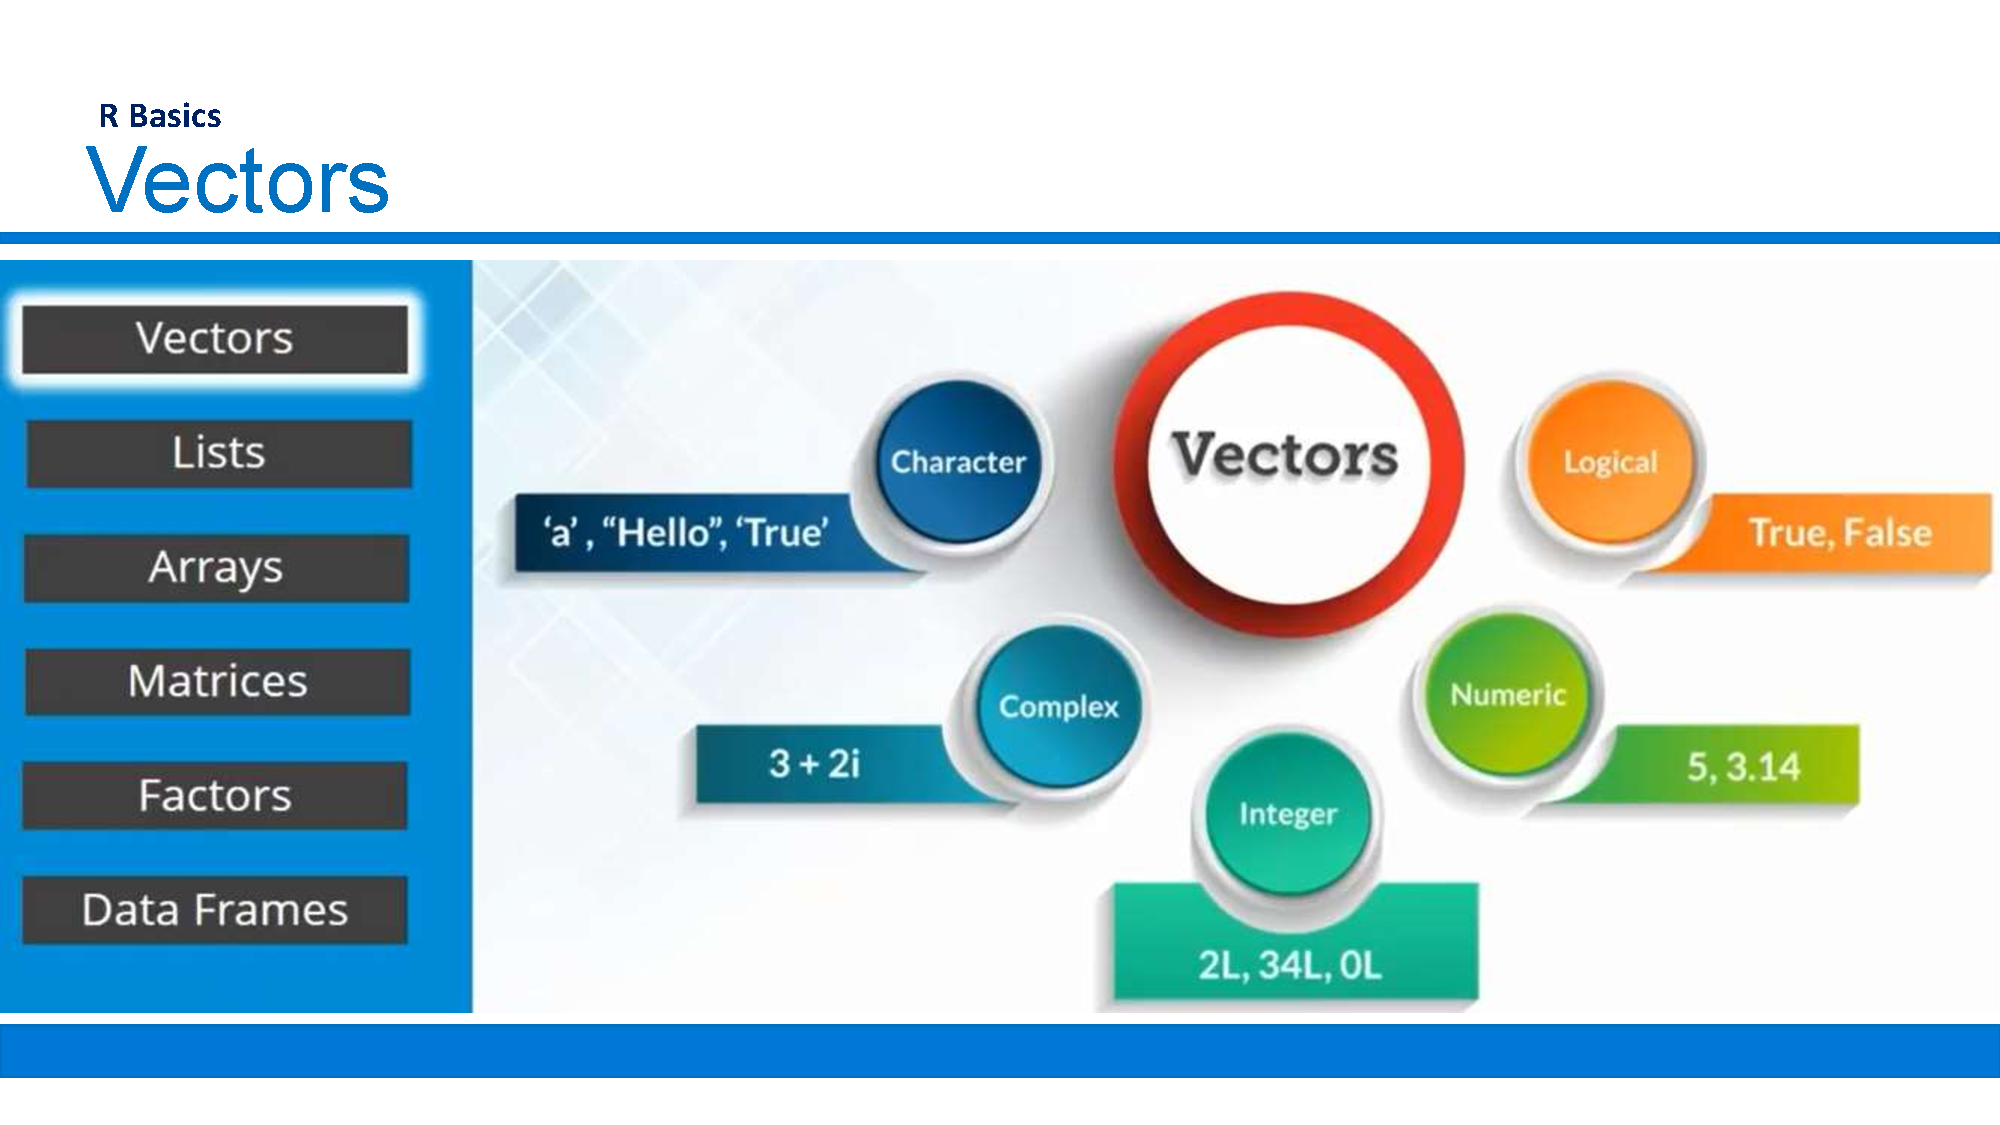 R Basics
Vectors
Vectors
Lists
Arrays
Matrices
Factors
Data Frames
Vectors
Character
‘a’ , “Hello”, ‘True’
Logical
True, False
Complex
3 + 2i
Numeric
5, 3.14
Integer
2L, 34L, 0L